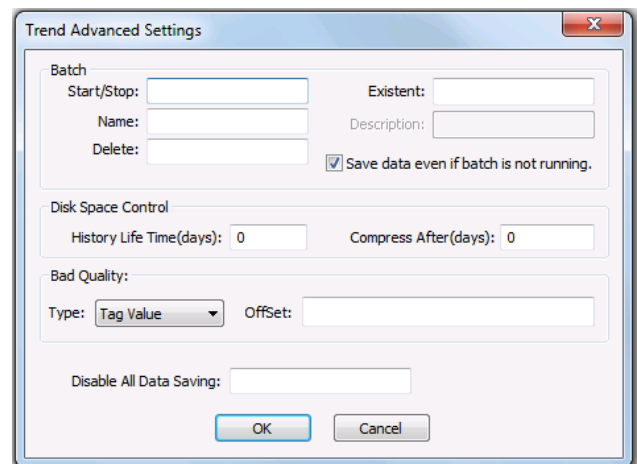 Trend Advanced Settings
Batch
Start/Stop:
Existent:
Name:
Description:
Delete:
Save data even if batch is not running.
Disk Space Control
History Life Time(days): 0
Compress After(days): 0
Bad Quality:
Type: Tag Value
OffSet:
Disable All Data Saving:
OK
Cancel